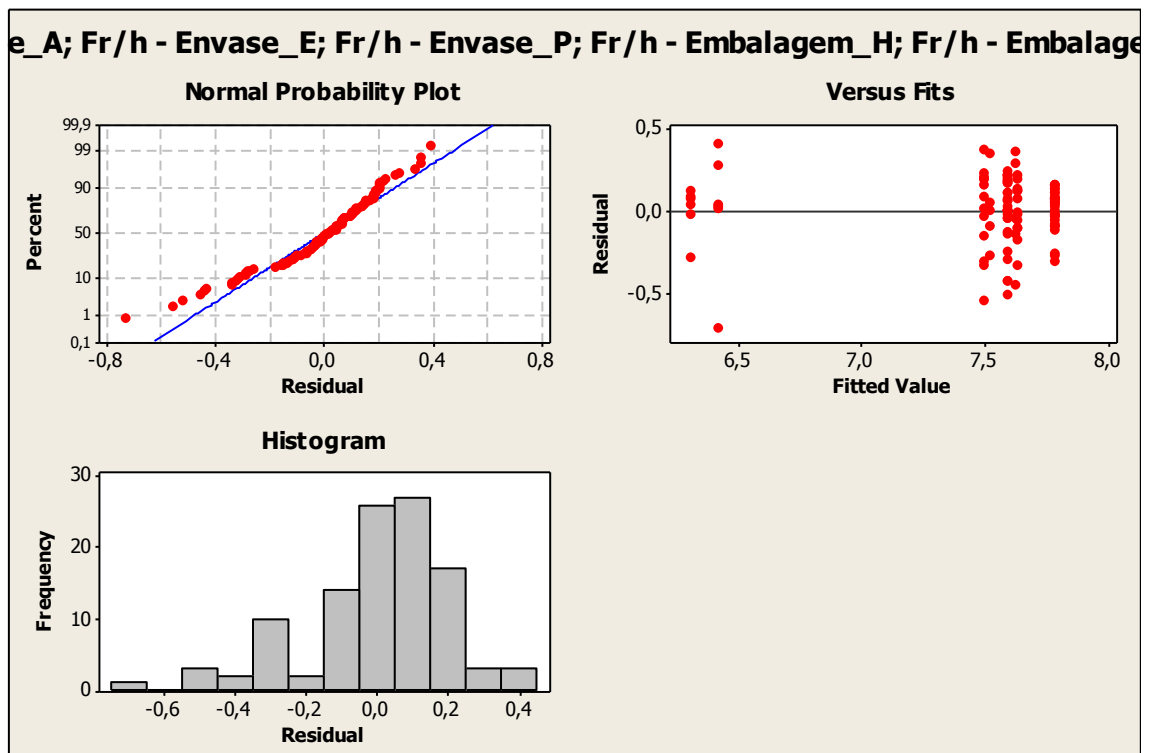 e_A; Fr/h - Envase_E; Fr/h - Envase_P; Fr/h - Embalagem_H; Fr/h - Embalage
Normal Probability Plot
99,9
99
90
50
10
1
0,1
Percent
-0,8 -0,4 0,0 0,4 0,8
Residual
Versus Fits
0,5
0,0
-0,5
Residual
6,5 7,0 7,5 8,0
Fitted Value
Histogram
30
20
10
0
Frequency
-0,6 -0,4 -0,2 0,0 0,2 0,4
Residual